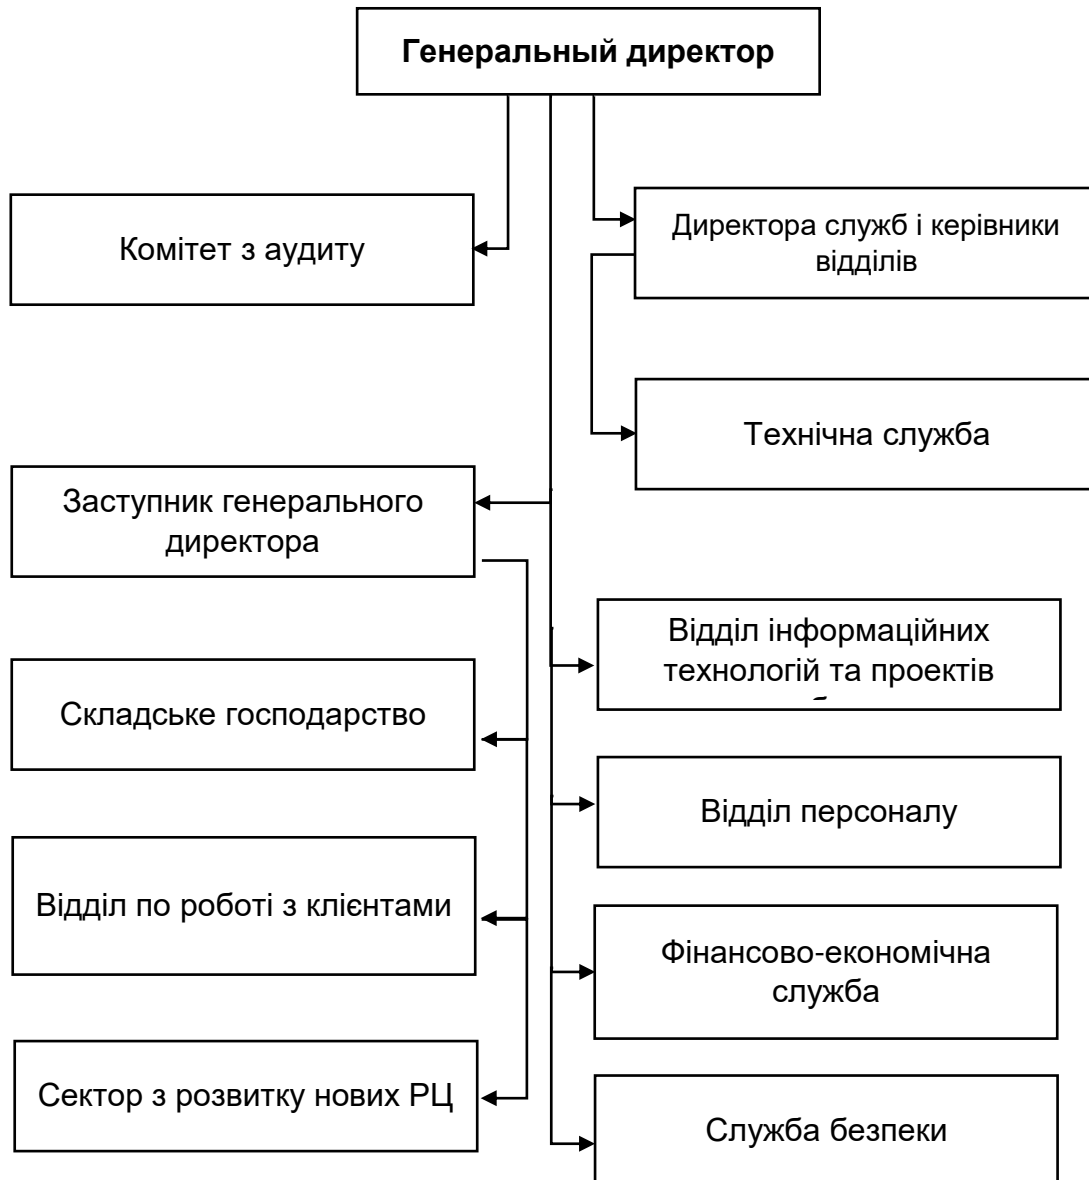 Генеральный директор
Комітет з аудиту
Директора служб і керівники
відділів
Технічна служба
Заступник генерального
директора
Відділ інформаційних
технологій та проектів
Складське господарство
Відділ персоналу
Відділ по роботі з клієнтами
Фінансово-економічна
служба
Сектор з розвитку нових РЦ
Служба безпеки